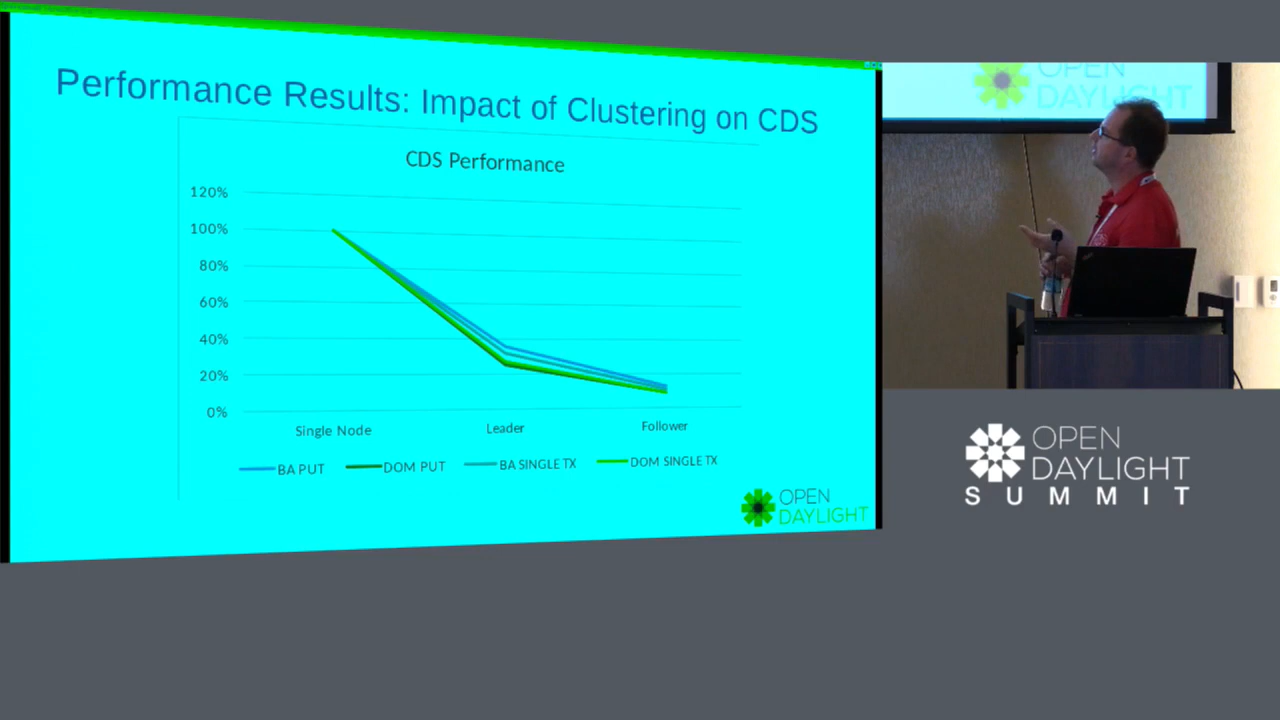 Performance Results: Impact of Clustering on CDS
CDS Performance
120%
100%
80%
60%
40%
20%
0%
Single Node
Leader
Follower
BA PUT
DOM PUT
BA SINGLE TX
DOM SINGLE TX
OPEN
DAYLIGHT
OPEN
DAYLIGHT
OPEN
DAYLIGHT
SUMMIT